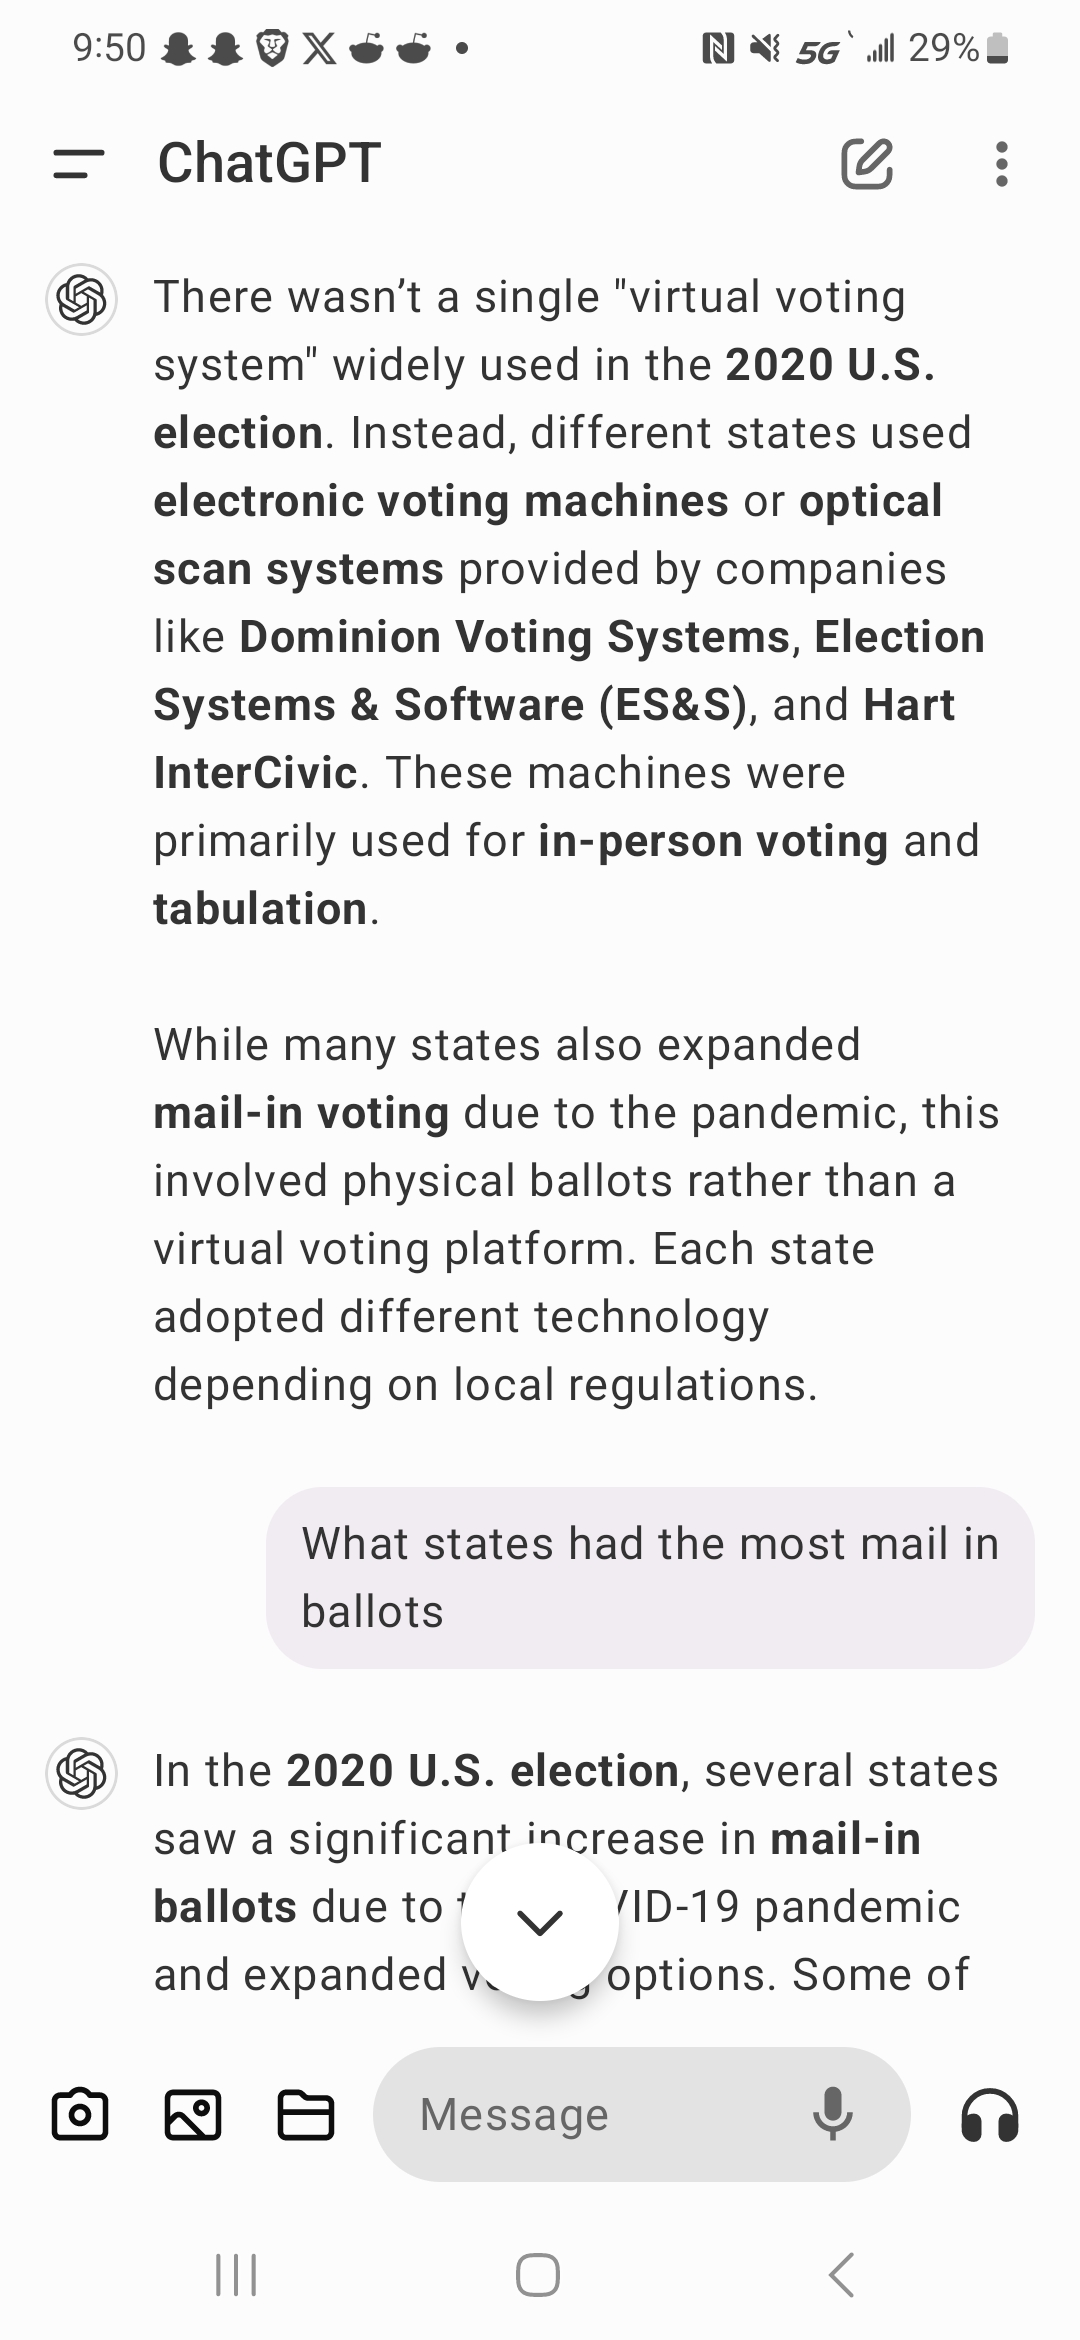 9:50
5G
29%
ChatGPT
There wasn’t a single "virtual voting
system" widely used in the 2020 U.S.
election. Instead, different states used
electronic voting machines or optical
scan systems provided by companies
like Dominion Voting Systems, Election
Systems & Software (ES&S), and Hart
InterCivic. These machines were
primarily used for in-person voting and
tabulation.
While many states also expanded
mail-in voting due to the pandemic, this
involved physical ballots rather than a
virtual voting platform. Each state
adopted different technology
depending on local regulations.
What states had the most mail in
ballots
In the 2020 U.S. election, several states
saw a significant increase in mail-in
ballots due to VID-19 pandemic
and expanded options. Some of
Message